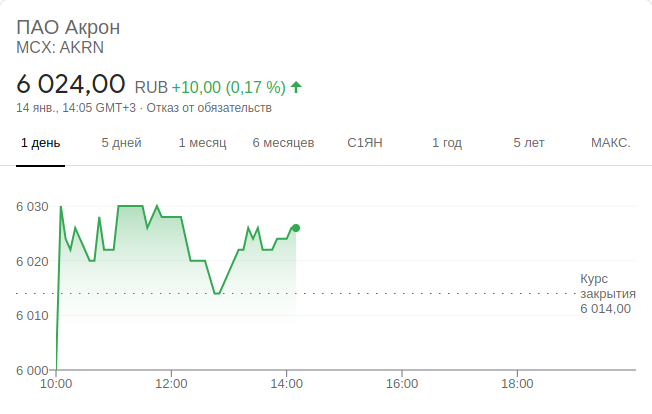 ПАО Акрон
MCX: AKRN
6 024,00 RUB +10,00 (0,17 %)
14 янв., 14:05 GMT+3 · Отказ от обязательств
1 день 5 дней 1 месяц 6 месяцев С1ЯН 1 год 5 лет МАКС.
6 030
6 020
Курс
закрытия
6 014,00
6 010
6 000
10:00 12:00 14:00 16:00 18:00